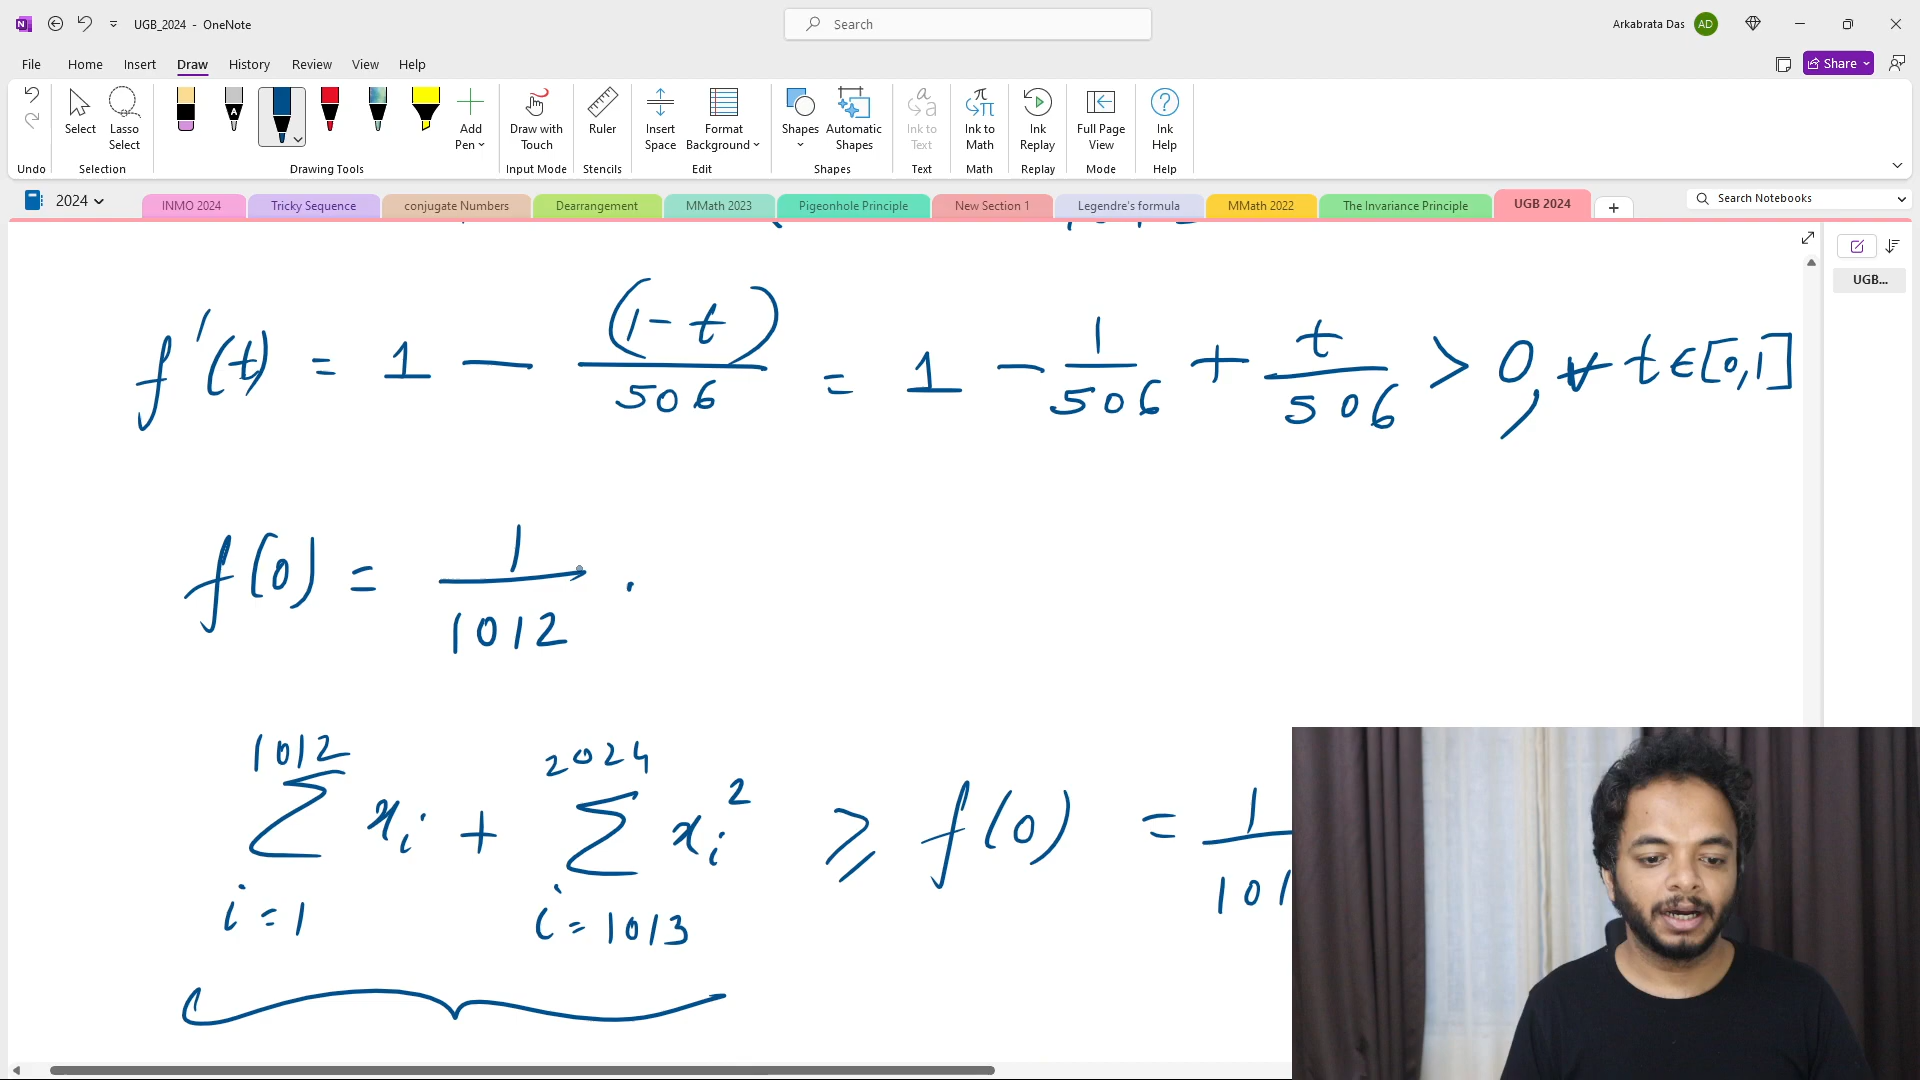 UGB_2024 - OneNote
Search
Arkabrata Das AD
File Home Insert Draw History Review View Help
Share
Select
Lasso Select
A
Add Pen
Draw with Touch
Ruler
Insert Space
Format Background
Shapes
Automatic Shapes
Ink to Text
Ink to Math
Ink Replay
Full Page View
Ink Help
Undo Selection Drawing Tools Input Mode Stencils Edit Shapes Text Math Replay Mode Help
2024 INMO 2024 Tricky Sequence conjugate Numbers Dearrangement MMath 2023 Pigeonhole Principle New Section 1 Legendre's formula MMath 2022 The Invariance Principle UGB 2024 + Search Notebooks
UGB...
f'(t) = 1 - (1-t)/506 = 1 - 1/506 + t/506 > 0, ∀ t ∈ [0,1]
f(0) = 1/1012 .
1012 ∑ i=1 xi + 2024 ∑ i=1013 xi² ≥ f(0) = 1/101